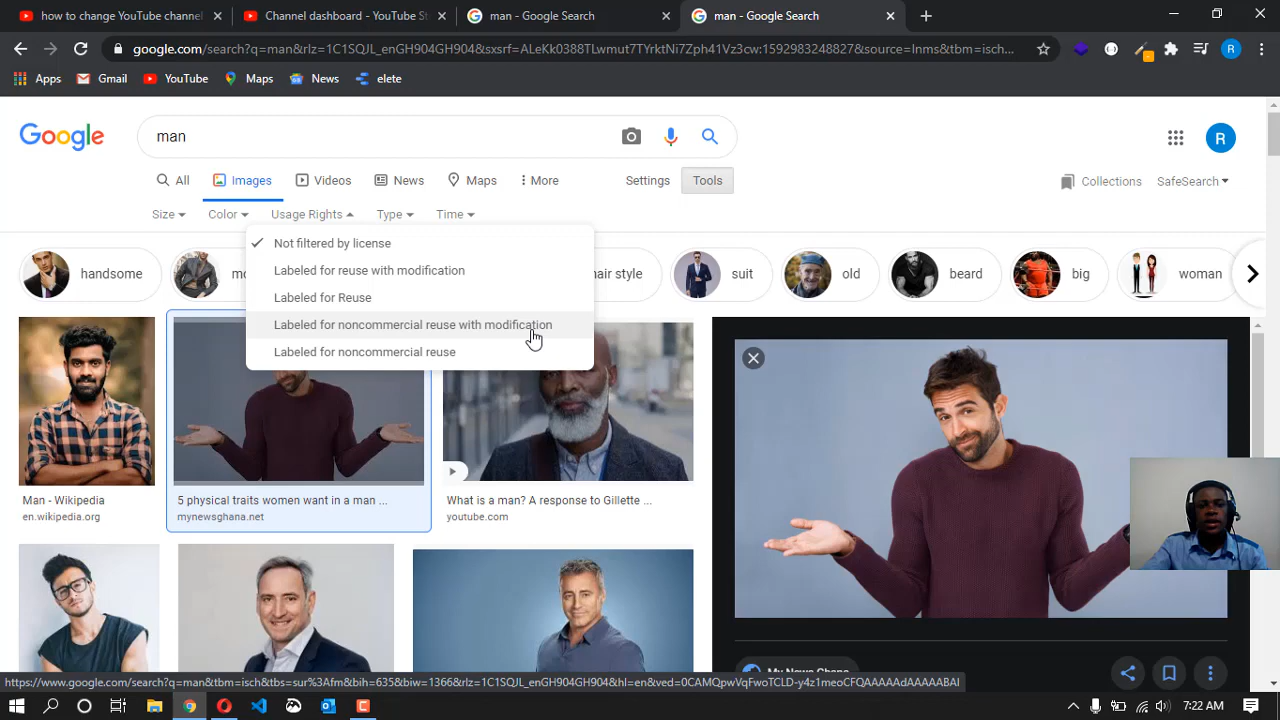 how to change YouTube channel
Channel dashboard - YouTube St
man - Google Search
man - Google Search
google.com/search?q=man&rlz=1C1SQJL_enGH904GH904&sxsrf=ALeKk0388TLwmut7TYrktNi7Zph41Vz3cw:1592983248827&source=lnms&tbm=isch...
R
Apps
Gmail
YouTube
Maps
News
elete
Google
man
R
All
Images
Videos
News
Maps
More
Settings
Tools
Collections
SafeSearch
Size
Color
Usage Rights
Type
Time
Not filtered by license
Labeled for reuse with modification
Labeled for Reuse
Labeled for noncommercial reuse with modification
Labeled for noncommercial reuse
handsome
hair style
suit
old
beard
big
woman
Man - Wikipedia
en.wikipedia.org
5 physical traits women want in a man ...
mynewsghana.net
What is a man? A response to Gillette ...
youtube.com
My News Ghana
https://www.google.com/search?q=man&tbm=isch&tbs=sur%3Afm&bih=635&biw=1366&rlz=1C1SQJL_enGH904GH904&hl=en&ved=0CAMQpwVqFwoTCLD-y4z1meoCFQAAAAAdAAAAABAI
7:22 AM